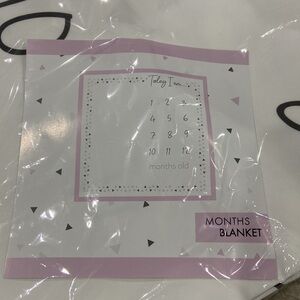 Today I am...
1 2 3
4 5 6
7 8 9
10 11 12
months old
MONTHS
BLANKET